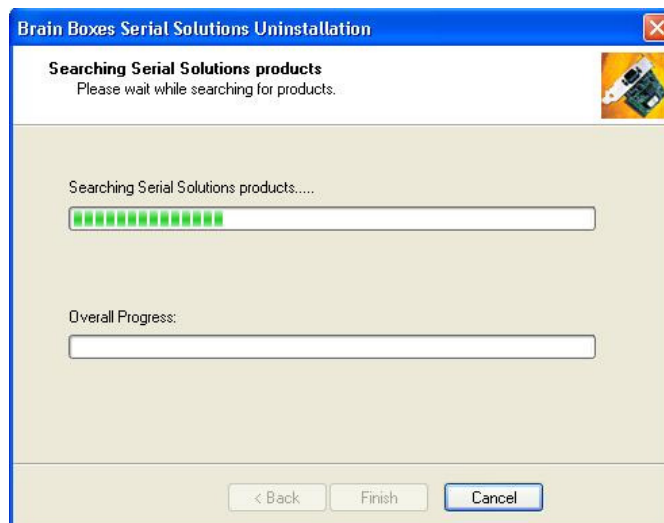 Brain Boxes Serial Solutions Uninstallation
Searching Serial Solutions products
Please wait while searching for products.
Searching Serial Solutions products.....
Overall Progress:
< Back
Finish
Cancel